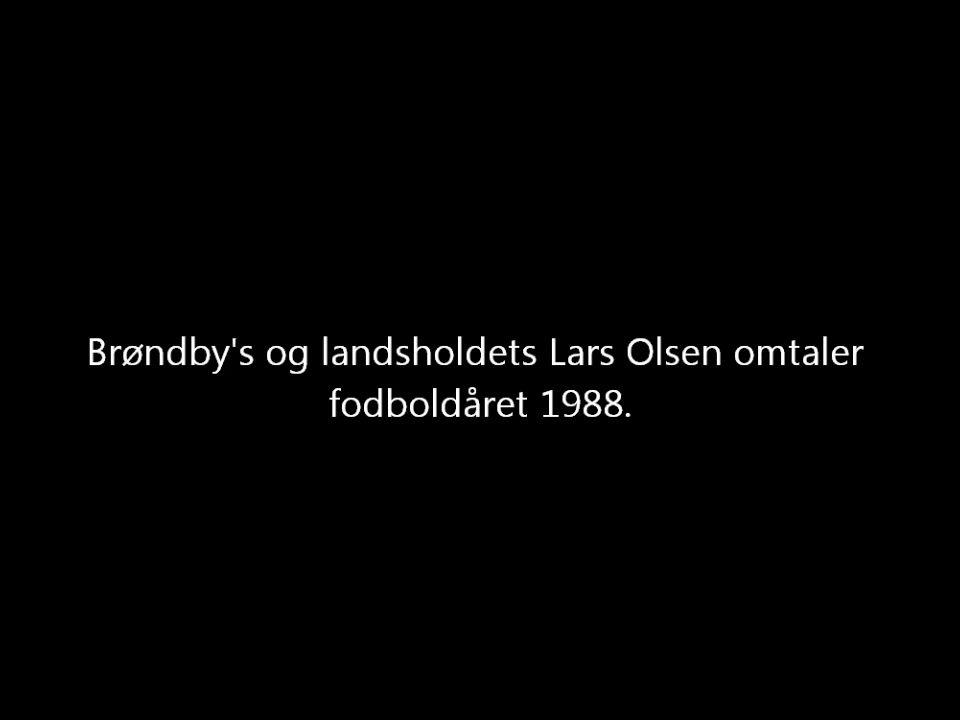 Brøndby's og landsholdets Lars Olsen omtaler
fodboldåret 1988.